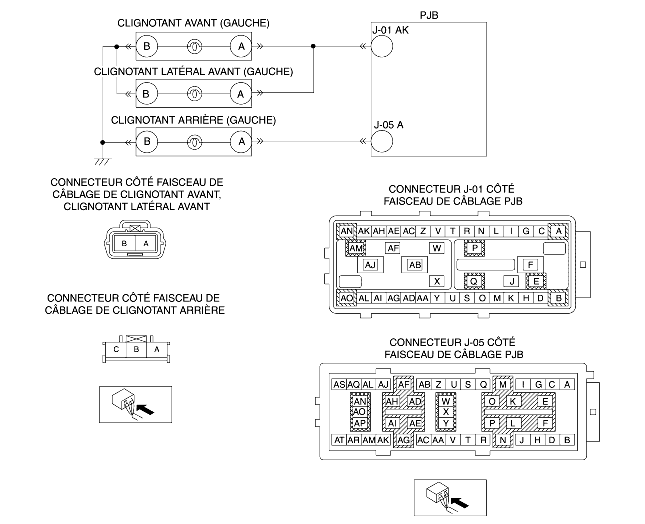 PJB
CLIGNOTANT AVANT (GAUCHE)
B A J-01 AK
CLIGNOTANT LATÉRAL AVANT (GAUCHE)
B A
CLIGNOTANT ARRIÈRE (GAUCHE)
B A J-05 A
CONNECTEUR CÔTÉ FAISCEAU DE
CÂBLAGE DE CLIGNOTANT AVANT,
CLIGNOTANT LATÉRAL AVANT
B A
CONNECTEUR J-01 CÔTÉ
FAISCEAU DE CÂBLAGE PJB
AN AK AH AE AC Z V T R N L I G C A
AM AF W P
AJ AB F
X Q J E
AO AL AI AG AD AA Y U S O M K H D B
CONNECTEUR CÔTÉ FAISCEAU DE
CÂBLAGE DE CLIGNOTANT ARRIÈRE
C B A
CONNECTEUR J-05 CÔTÉ
FAISCEAU DE CÂBLAGE PJB
AS AQ AL AJ AF AB Z U S Q M I G C A
AN AH AD W O K E
AO X
AP AI AE Y P L F
AT AR AM AK AG AC AA V T R N J H D B